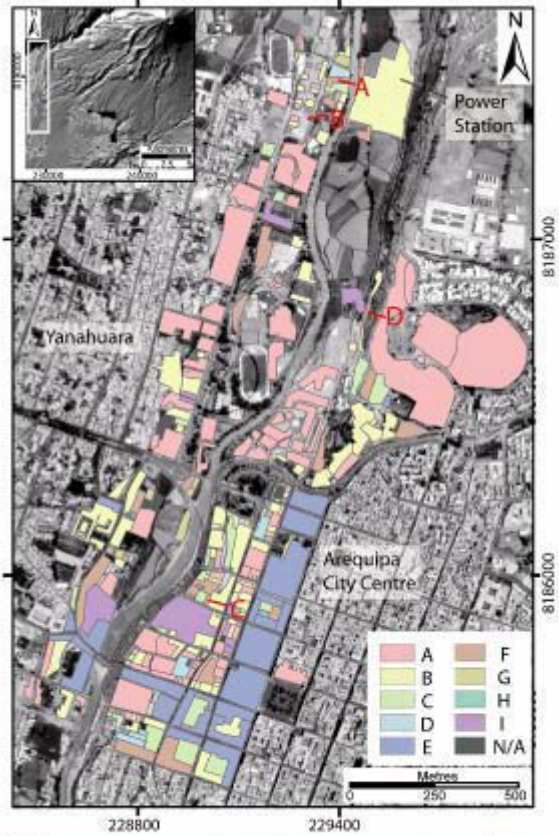 N
N
A
Power
Station
B
8187000
D
Yanahuara
Arequipa
City Centre
8186000
C
A F
B G
C H
D I
E N/A
Metres
0 250 500
228800 229400